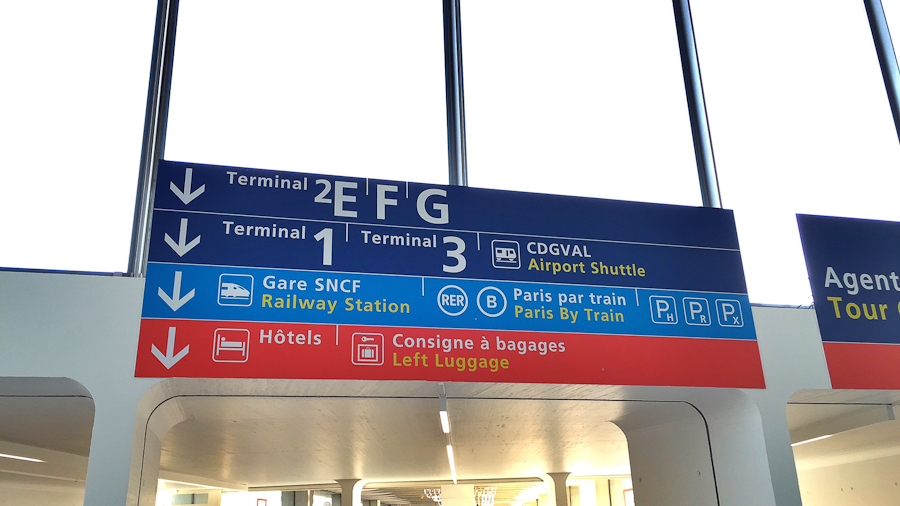 Terminal 2E F G
Terminal 1 Terminal 3 CDGVAL
Airport Shuttle
Gare SNCF
Railway Station
RER B Paris par train
Paris By Train
PH PR PX
Hôtels
Consigne à bagages
Left Luggage
Agent
Tour